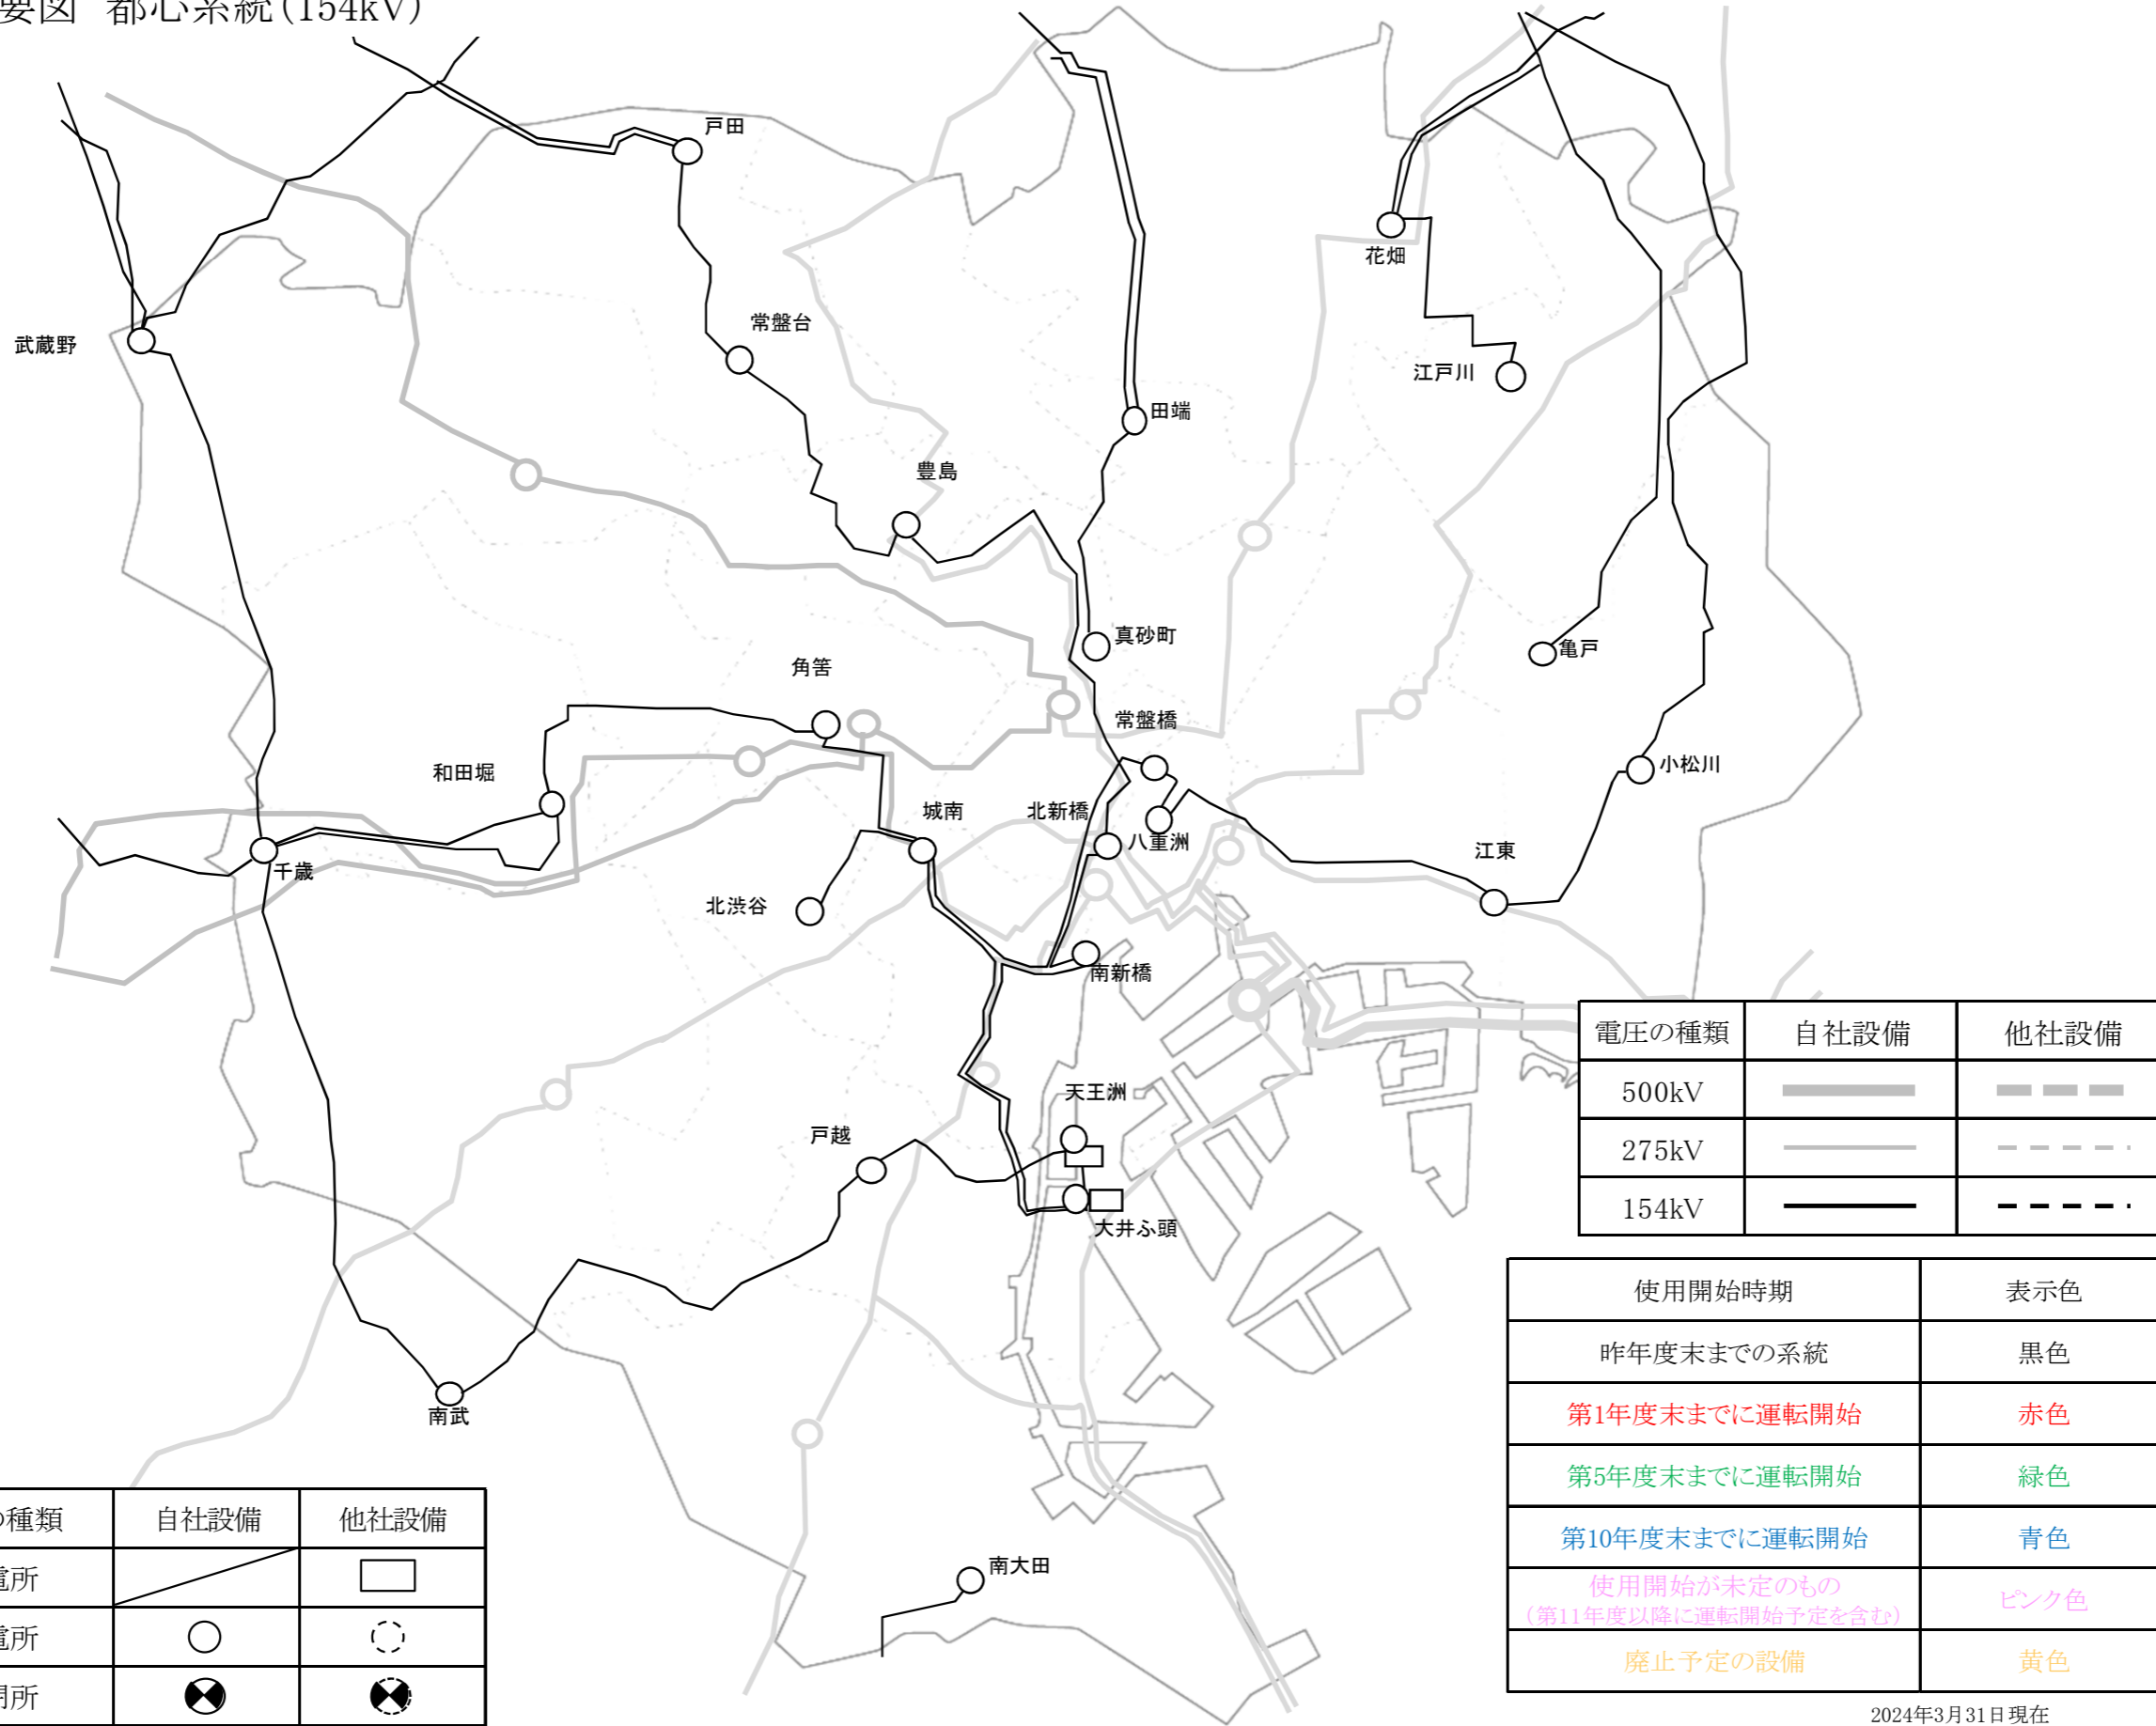 要図 都心系統(154kV)
戸田
花畑
武蔵野
常盤台
江戸川
田端
豊島
真砂町
亀戸
角筈
常盤橋
和田堀
小松川
城南
北新橋
八重洲
江東
千歳
北渋谷
南新橋
天王洲
戸越
大井ふ頭
南武
南大田
電圧の種類 自社設備 他社設備
500kV
275kV
154kV
使用開始時期 表示色
昨年度末までの系統 黒色
第1年度末までに運転開始 赤色
第5年度末までに運転開始 緑色
第10年度末までに運転開始 青色
使用開始が未定のもの ピンク色
(第11年度以降に運転開始予定を含む)
廃止予定の設備 黄色
の種類 自社設備 他社設備
電所
電所
閉所
2024年3月31日現在